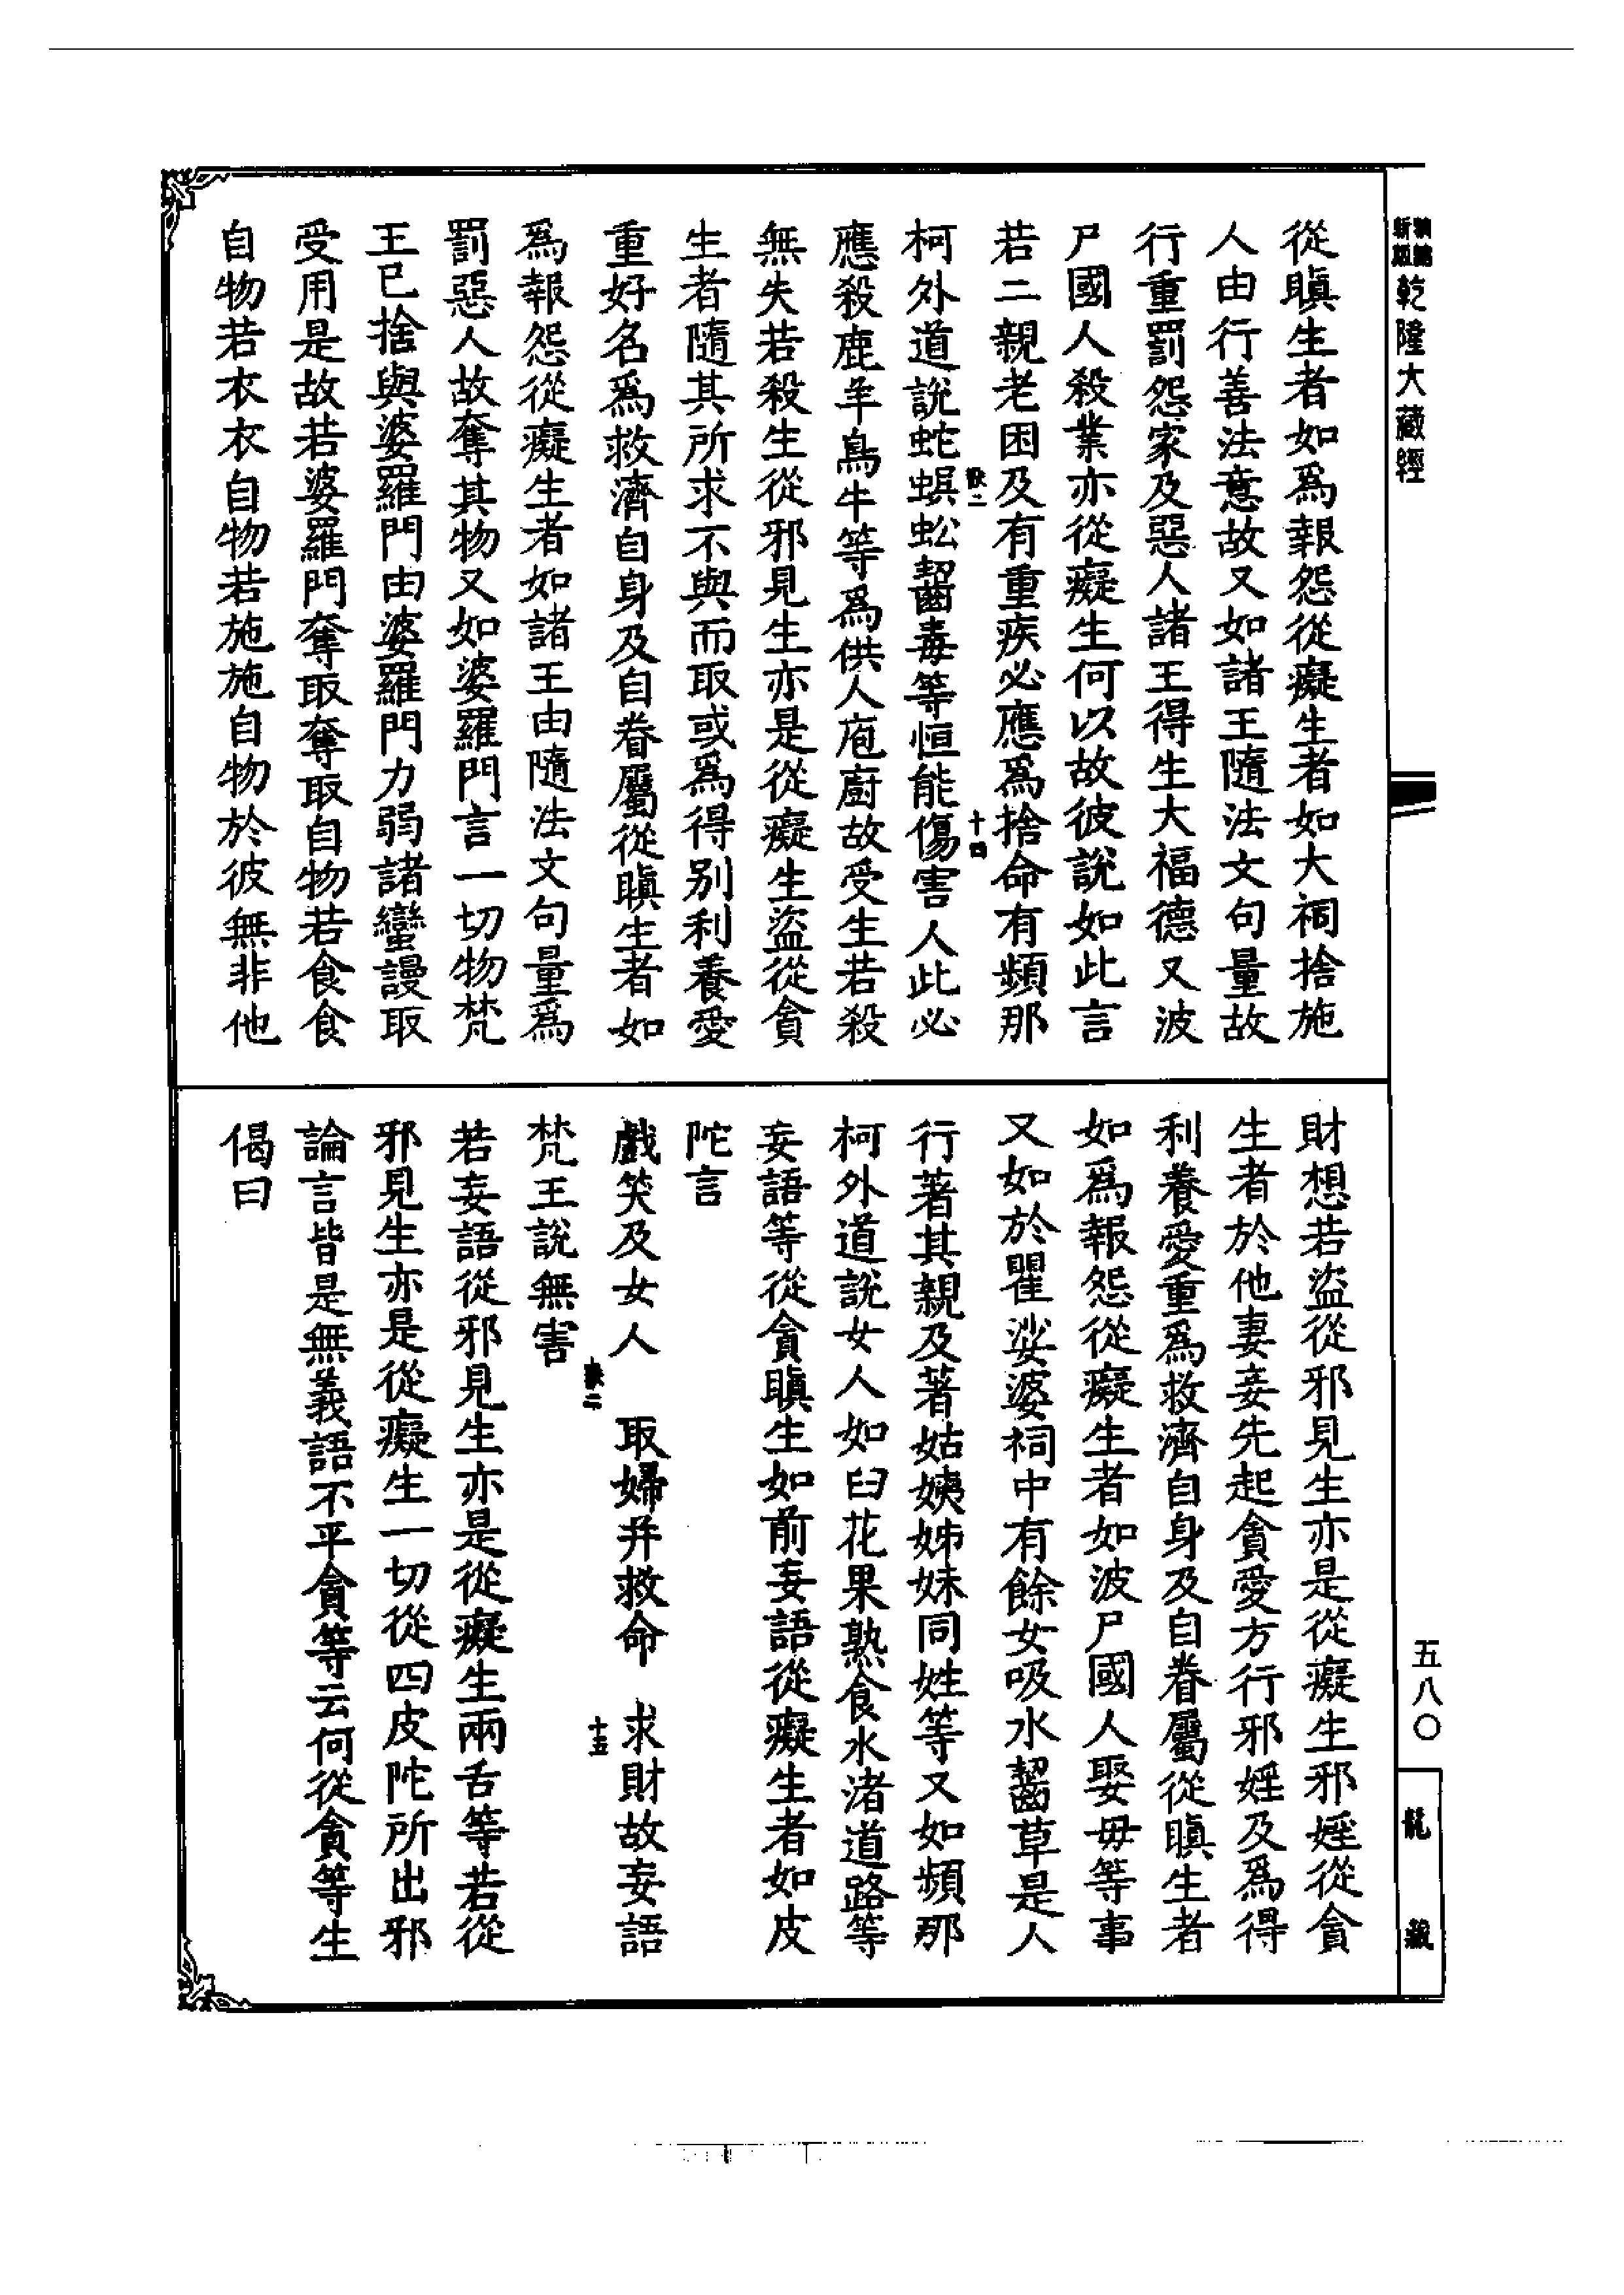 新編縮版乾隆大藏經
從瞋生者如爲報怨從癡生者如大祠捨施
人由行善法意故又如諸王隨法文句量故
行重罰怨家及惡人諸王得生大福德又波
尸國人殺業亦從癡生何以故彼說如此言
若二親老困及有重疾必應爲捨命有頻那
柯外道說蛇蜈蚣齧毒等恒能傷害人此必
應殺鹿羊鳥牛等爲供人庖廚故受生若殺
無失若殺生從邪見生亦是從癡生盜從貪
生者隨其所求不與而取或爲得别利養愛
重好名爲救濟自身及自眷屬從瞋生者如
爲報怨從癡生者如諸王由隨法文句量爲
罰惡人故奪其物又如婆羅門言一切物梵
王已捨與婆羅門由婆羅門力弱諸蠻謾取
受用是故若婆羅門奪取奪取自物若食食
自物若衣衣自物若施施自物於彼無非他
財想若盜從邪見生亦是從癡生邪婬從貪
生者於他妻妾先起貪愛方行邪婬及爲得
利養愛重爲救濟自身及自眷屬從瞋生者
如爲報怨從癡生者如波尸國人娶毋等事
又如於瞿娑婆祠中有餘女吸水齧草是人
行著其親及著姑姨姊妹同姓等又如頻那
柯外道說女人如臼花果熟食水渚道路等
妄語等從貪瞋生如前妄語從癡生者如皮
陀言
戲笑及女人　取婦并救命　求財故妄語
梵王說無害
若妄語從邪見生亦是從癡生兩舌等若從
邪見生亦是從癡生一切從四皮陀所出邪
論言皆是無義語不平貪等云何從貪等生
偈曰
十四
十五
五八〇
龍藏